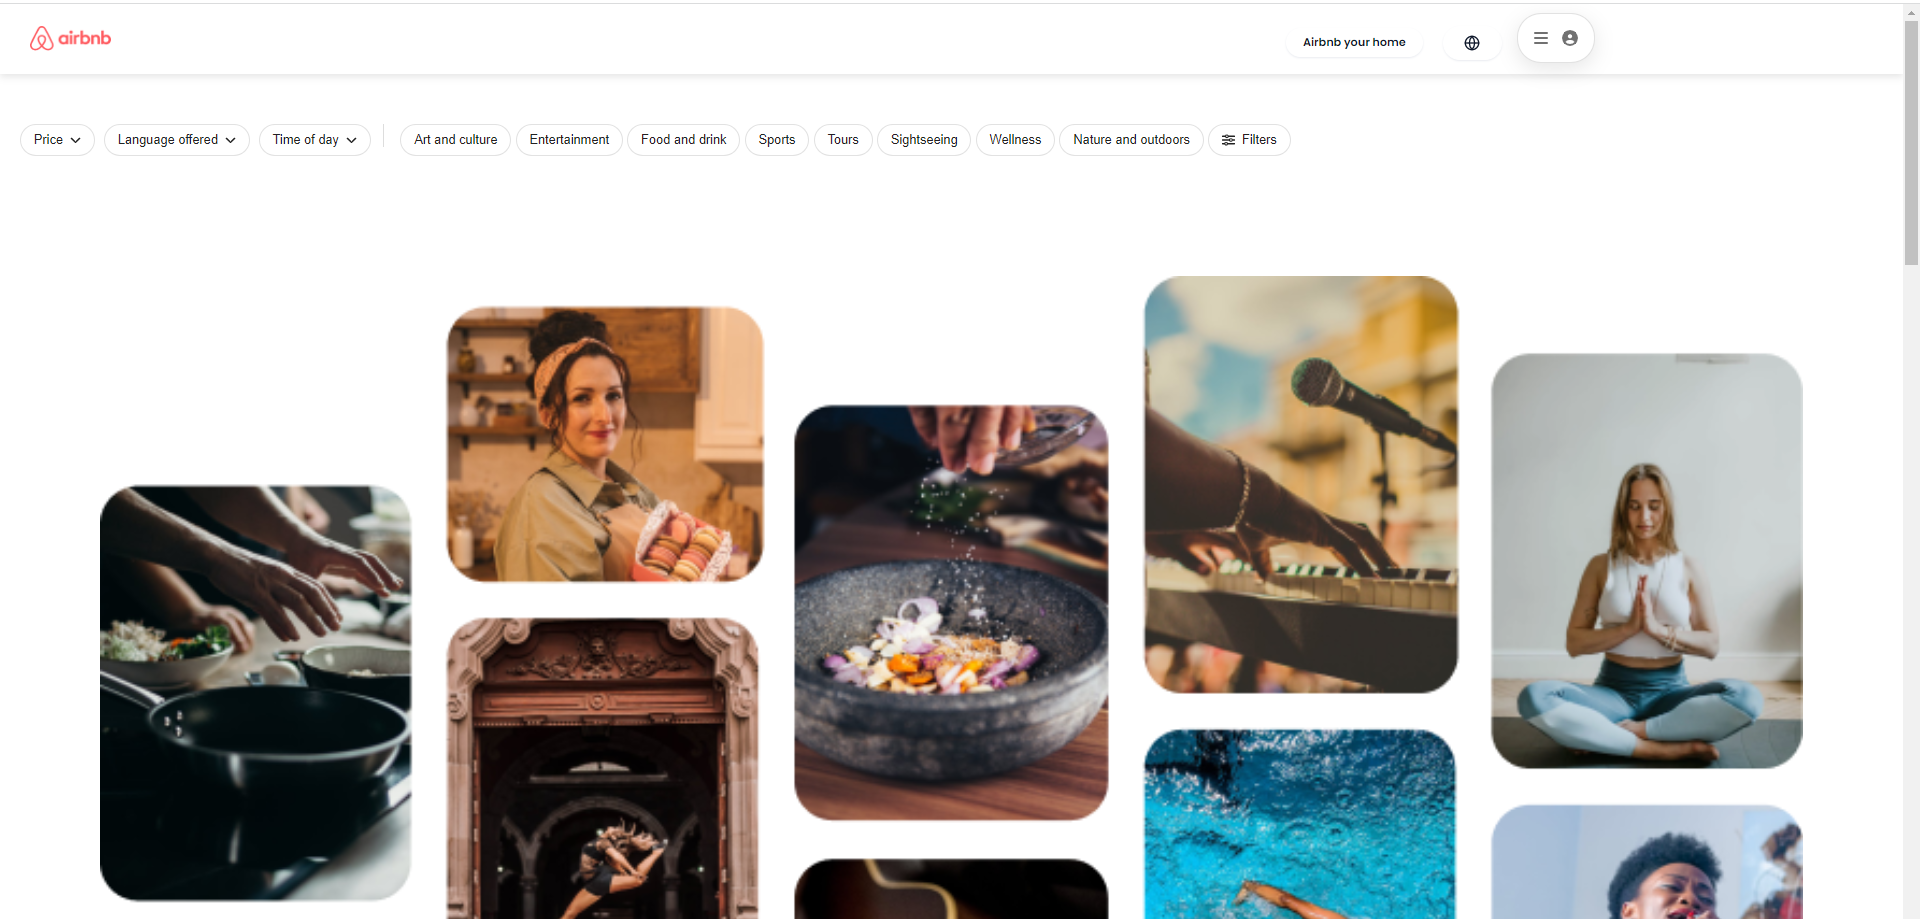 airbnb
Airbnb your home
Price
Language offered
Time of day
Art and culture
Entertainment
Food and drink
Sports
Tours
Sightseeing
Wellness
Nature and outdoors
Filters